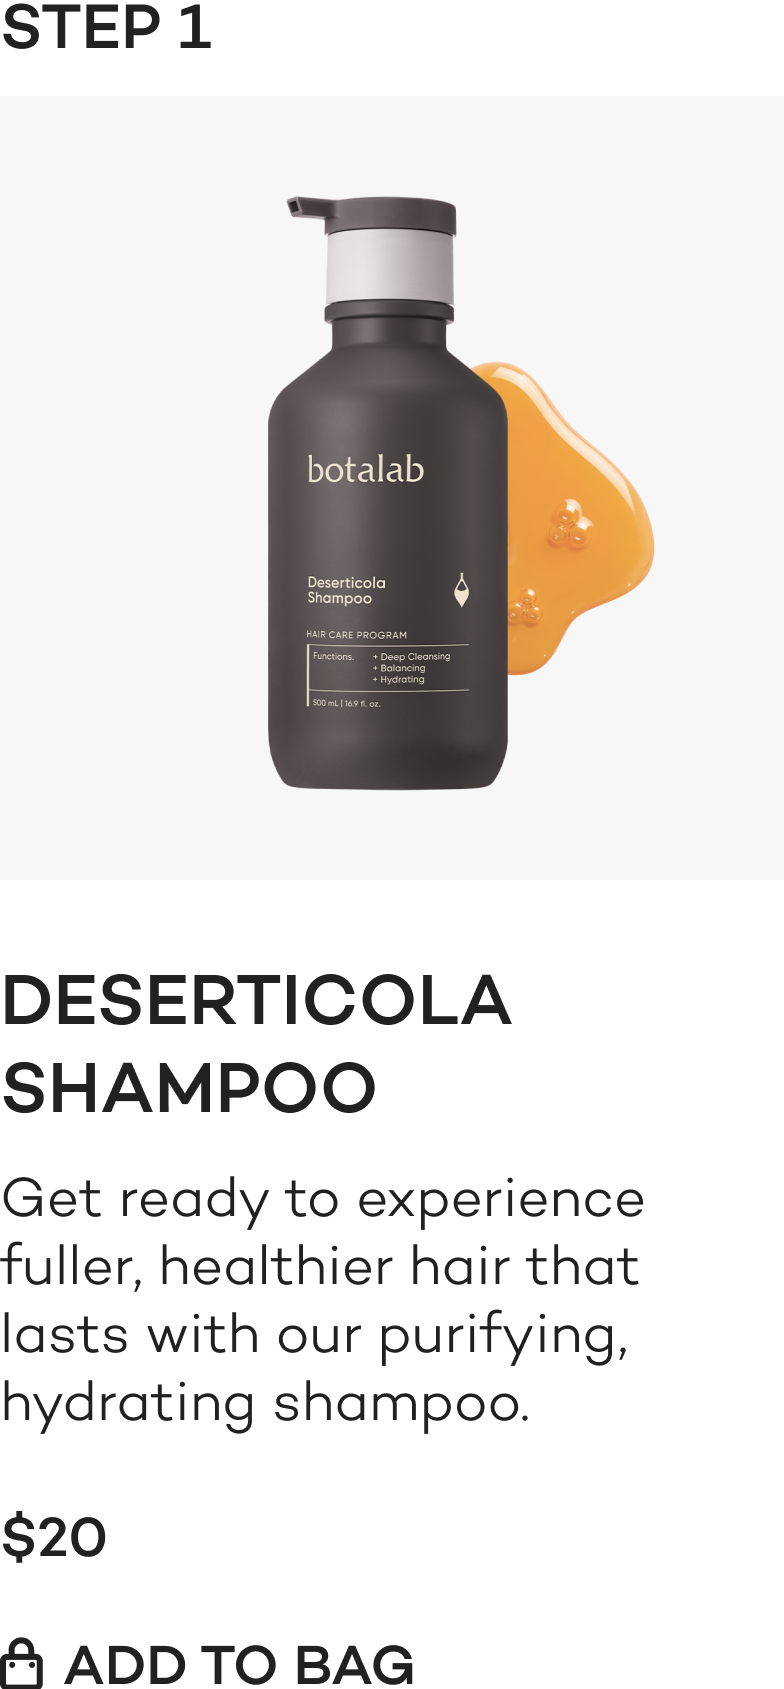 STEP 1
botalab
Deserticola
Shampoo
HAIR CARE PROGRAM
Functions. + Deep Cleansing
+ Balancing
+ Hydrating
500 mL | 16.9 fl. oz.
DESERTICOLA
SHAMPOO
Get ready to experience
fuller, healthier hair that
lasts with our purifying,
hydrating shampoo.
$20
ADD TO BAG